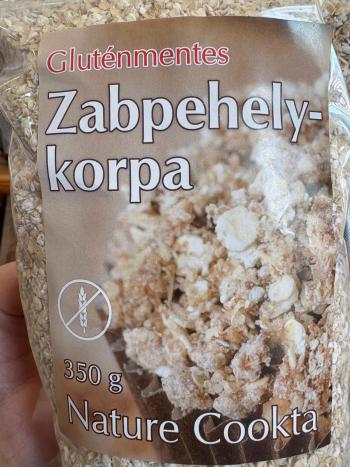 Gluténmentes
Zabpehely-
korpa
350 g
Nature Cookta